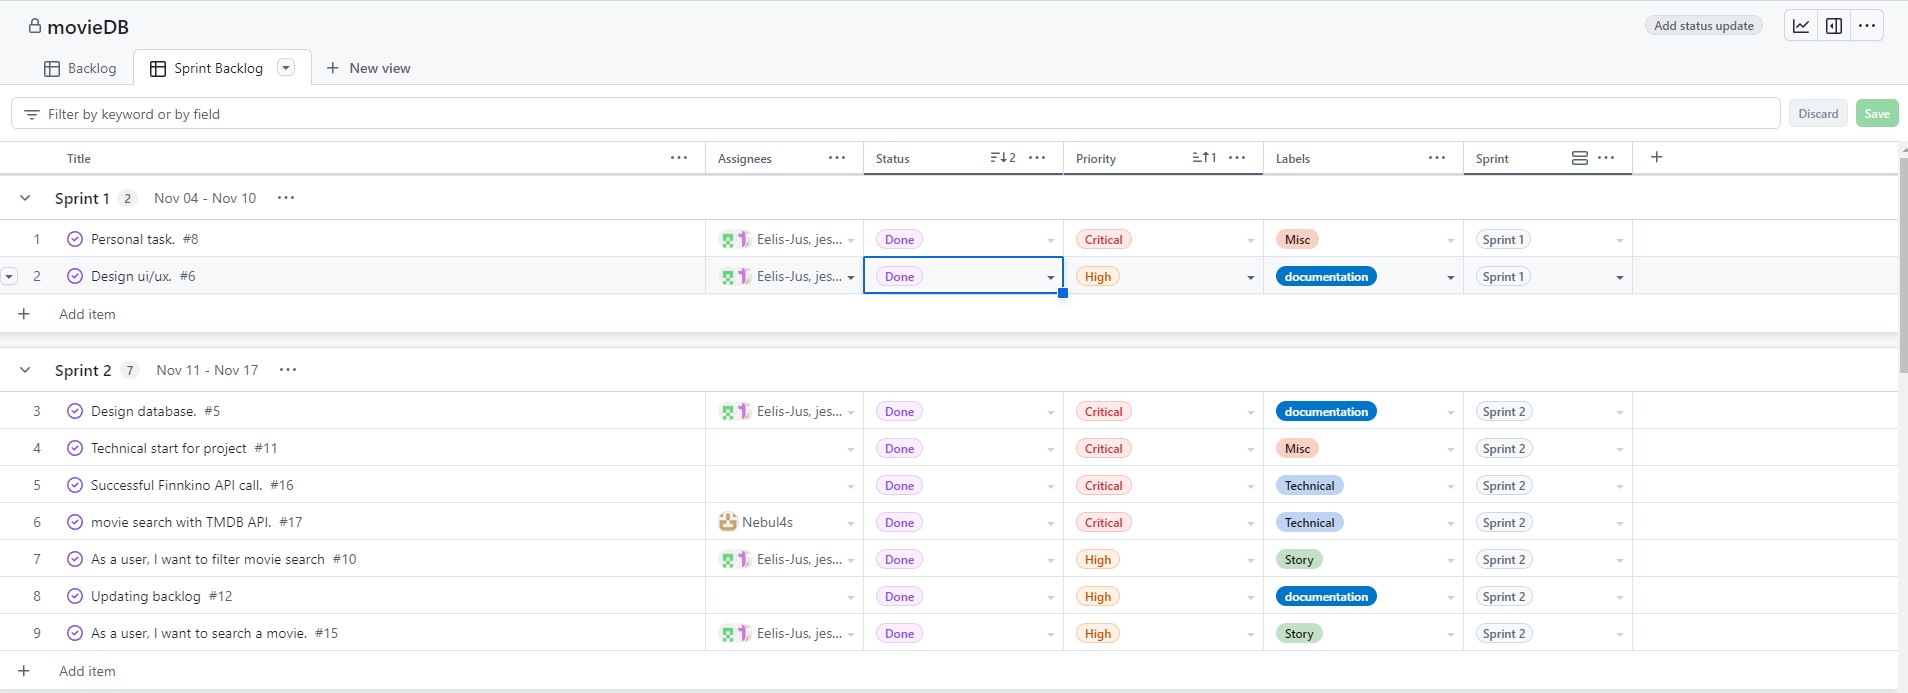 movieDB
Add status update
Backlog
Sprint Backlog
New view
Filter by keyword or by field
Discard
Save
Title Assignees Status 2 Priority 1 Labels Sprint
Sprint 1 2 Nov 04 - Nov 10
1 Personal task. #8 Eelis-Jus, jes... Done Critical Misc Sprint 1
2 Design ui/ux. #6 Eelis-Jus, jes... Done High documentation Sprint 1
Add item
Sprint 2 7 Nov 11 - Nov 17
3 Design database. #5 Eelis-Jus, jes... Done Critical documentation Sprint 2
4 Technical start for project #11 Done Critical Misc Sprint 2
5 Successful Finnkino API call. #16 Done Critical Technical Sprint 2
6 movie search with TMDB API. #17 Nebul4s Done Critical Technical Sprint 2
7 As a user, I want to filter movie search #10 Eelis-Jus, jes... Done High Story Sprint 2
8 Updating backlog #12 Done High documentation Sprint 2
9 As a user, I want to search a movie. #15 Eelis-Jus, jes... Done High Story Sprint 2
Add item